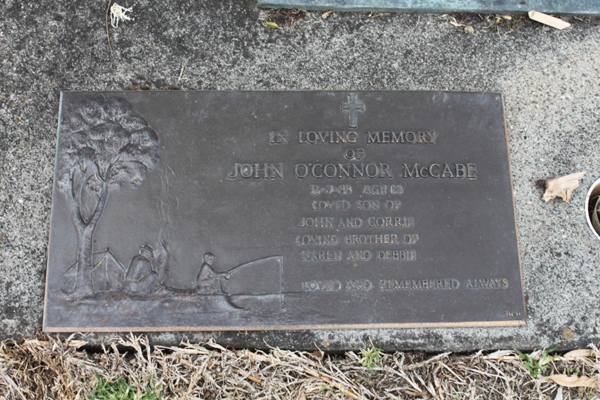 IN LOVING MEMORY
OF
JOHN O'CONNOR McCABE
AGED
LOVED SON OF
JOHN AND CORRIE
LOVING BROTHER OF
AND DEBBIE
LOVED AND REMEMBERED ALWAYS